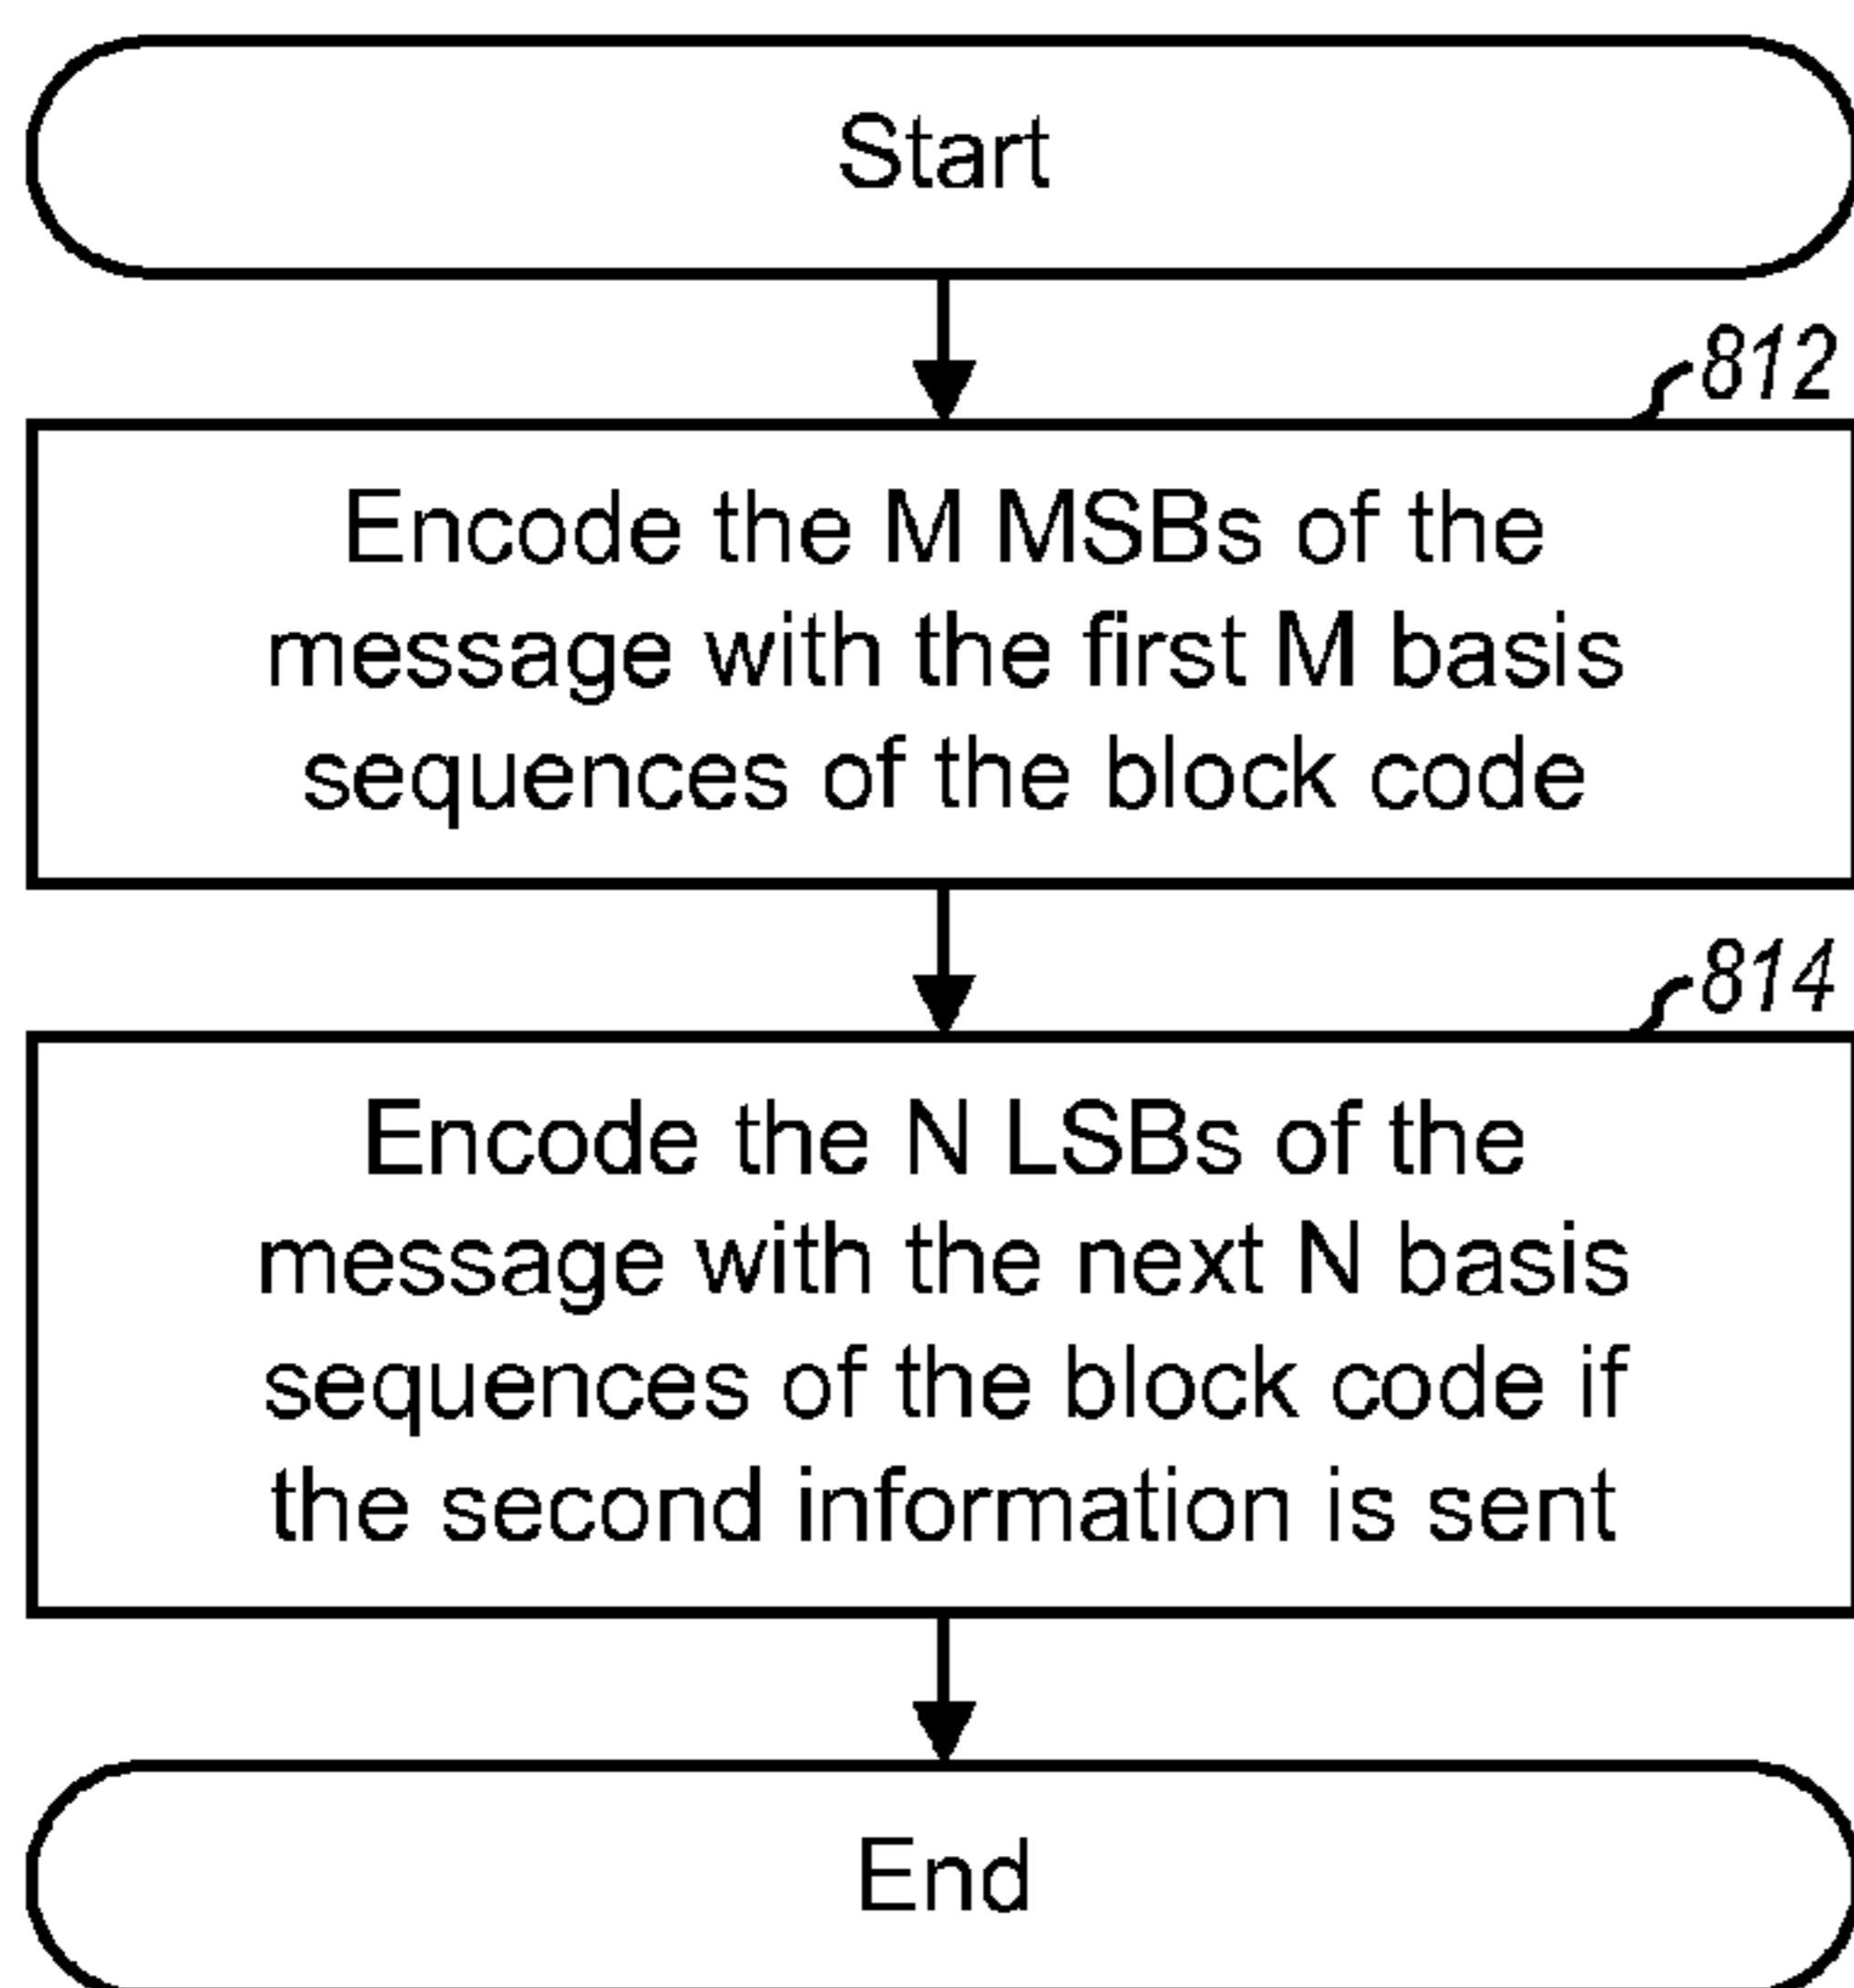 Start
812
Encode the M MSBs of the
message with the first M basis
sequences of the block code
814
Encode the N LSBs of the
message with the next N basis
sequences of the block code if
the second information is sent
End